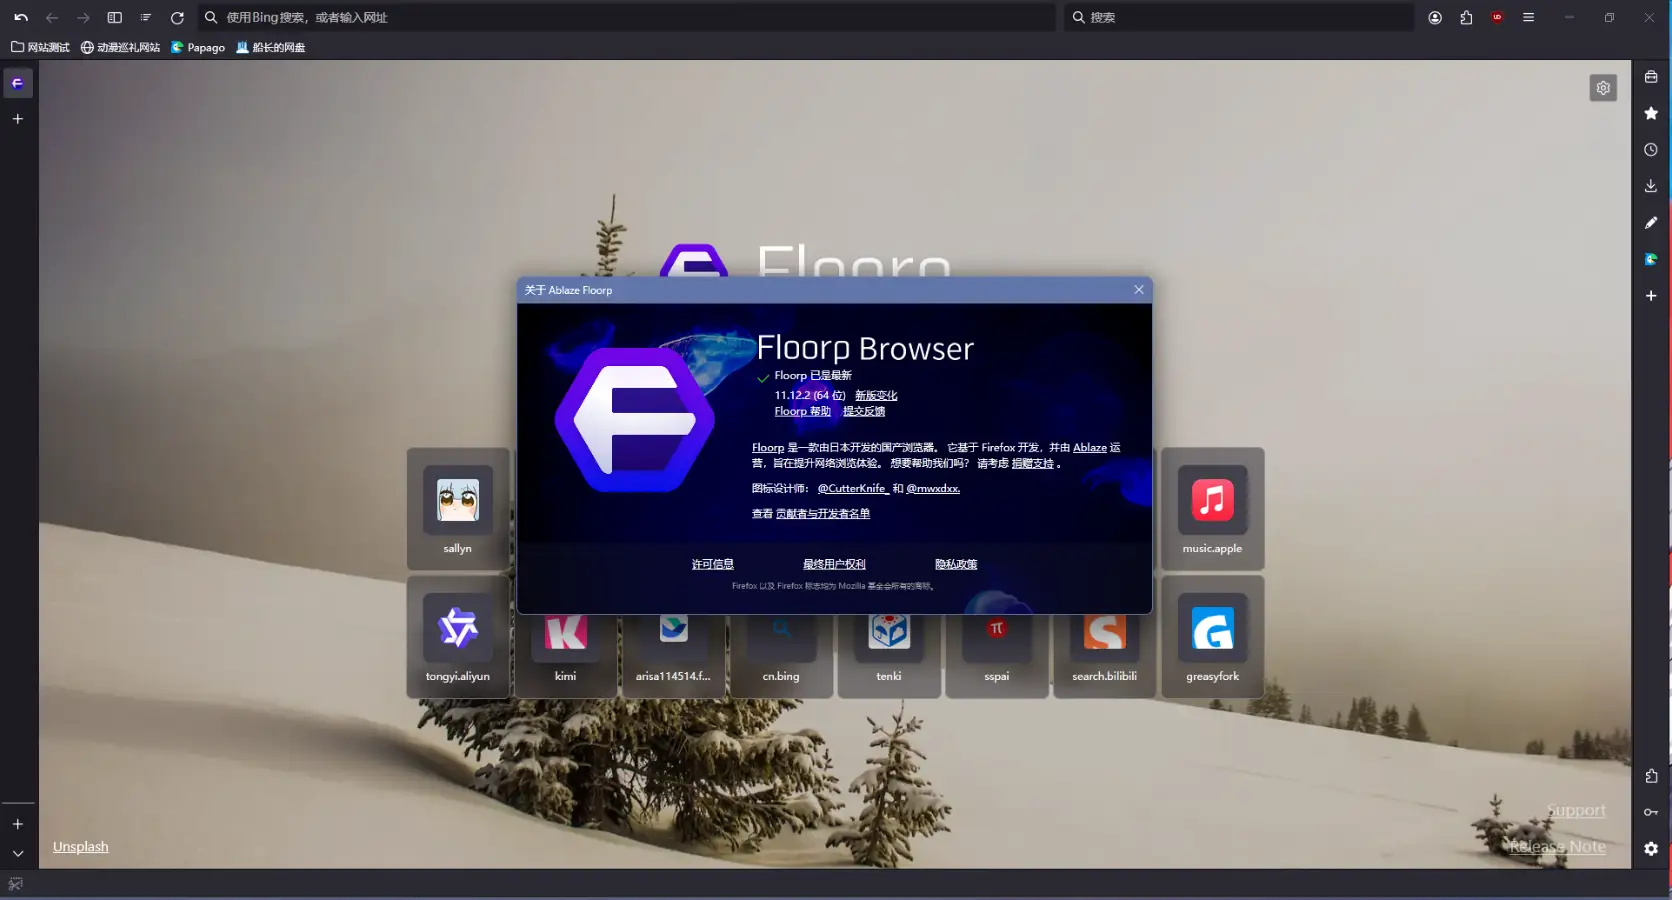 使用Bing搜索，或者输入网址
搜索
网站测试
动漫巡礼网站
Papago
船长的网盘
Floorp
关于 Ablaze Floorp
Floorp Browser
Floorp 已是最新
11.12.2 (64 位) 新版变化
Floorp 帮助 提交反馈
Floorp 是一款由日本开发的国产浏览器。 它基于 Firefox 开发，并由 Ablaze 运
营，旨在提升网络浏览体验。 想要帮助我们吗？ 请考虑 捐赠支持 。
图标设计师： @CutterKnife_ 和 @mwxdxx.
查看 贡献者与开发者名单
许可信息 最终用户权利 隐私政策
Firefox 以及 Firefox 标志均为 Mozilla 基金会所有的商标。
sallyn
music.apple
tongyi.aliyun
kimi
arisa114514.f...
cn.bing
tenki
sspai
search.bilibili
greasyfork
Support
Unsplash
Release Note